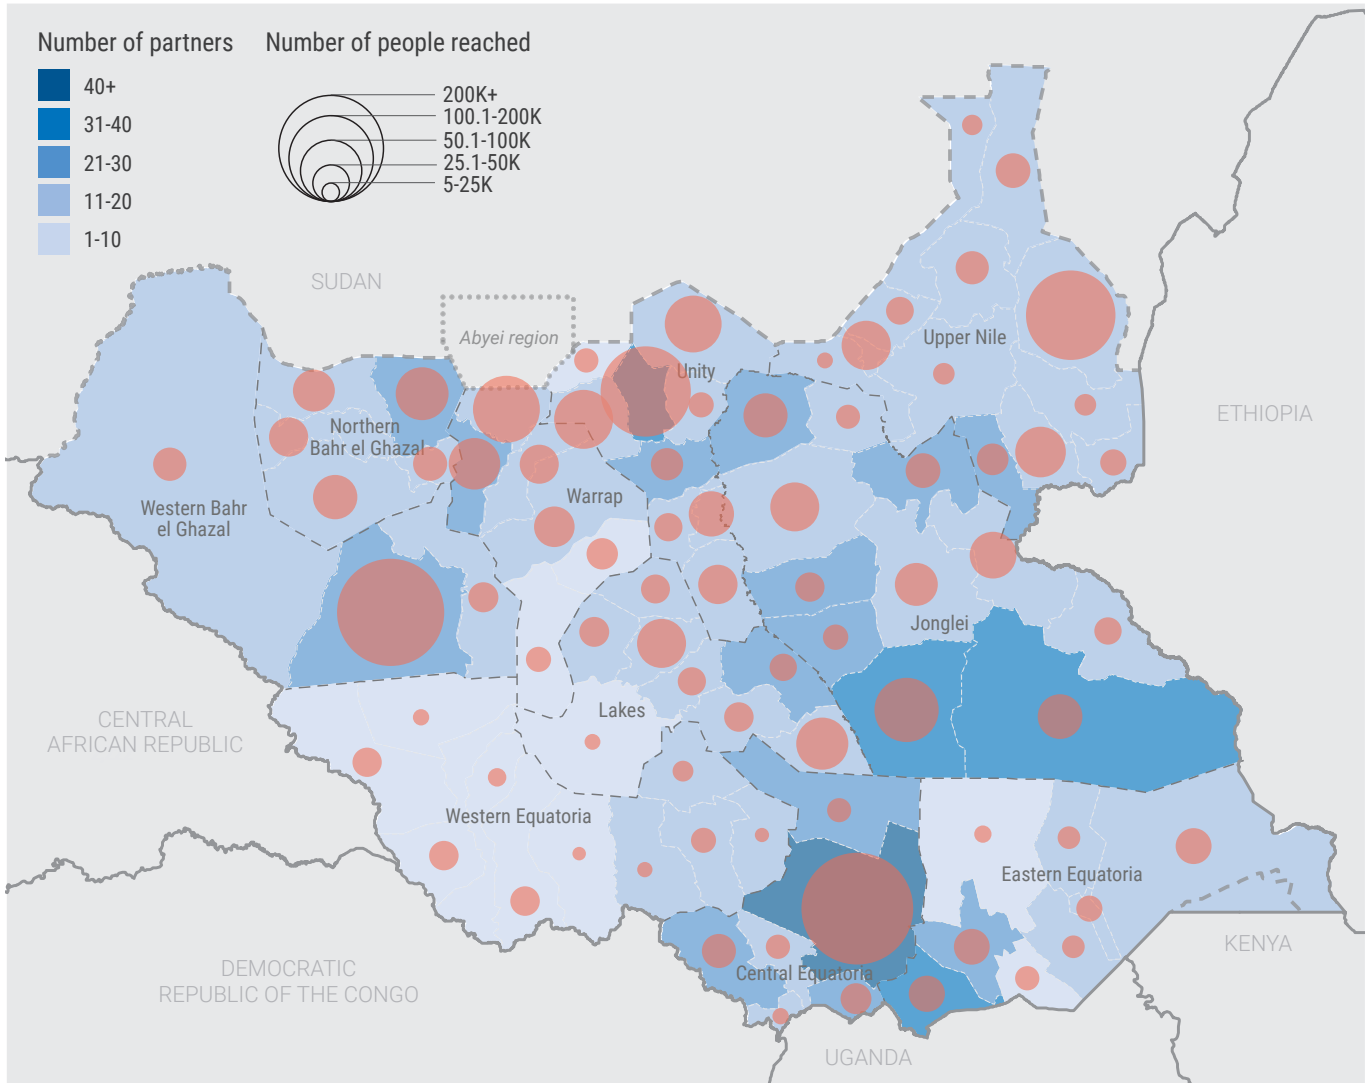 Number of partners
40+
31-40
21-30
11-20
1-10
Number of people reached
200K+
100.1-200K
50.1-100K
25.1-50K
5-25K
SUDAN
Abyei region
Unity
Upper Nile
ETHIOPIA
Northern
Bahr el Ghazal
Warrap
Western Bahr
el Ghazal
Jonglei
Lakes
CENTRAL
AFRICAN REPUBLIC
Western Equatoria
Eastern Equatoria
KENYA
Central Equatoria
DEMOCRATIC
REPUBLIC OF THE CONGO
UGANDA